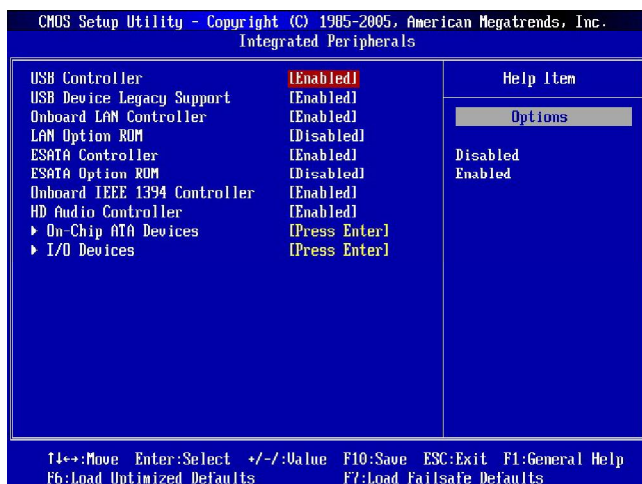 CMOS Setup Utility - Copyright (C) 1985-2005, American Megatrends, Inc.
Integrated Peripherals
USB Controller [Enabled]
USB Device Legacy Support [Enabled]
Onboard LAN Controller [Enabled]
LAN Option ROM [Disabled]
ESATA Controller [Enabled]
ESATA Option ROM [Disabled]
Onboard IEEE 1394 Controller [Enabled]
HD Audio Controller [Enabled]
▶ On-Chip ATA Devices [Press Enter]
▶ I/O Devices [Press Enter]
Help Item
Options
Disabled
Enabled
↑↓←→:Move Enter:Select +/-/:Value F10:Save ESC:Exit F1:General Help
F6:Load Optimized Defaults F7:Load Failsafe Defaults